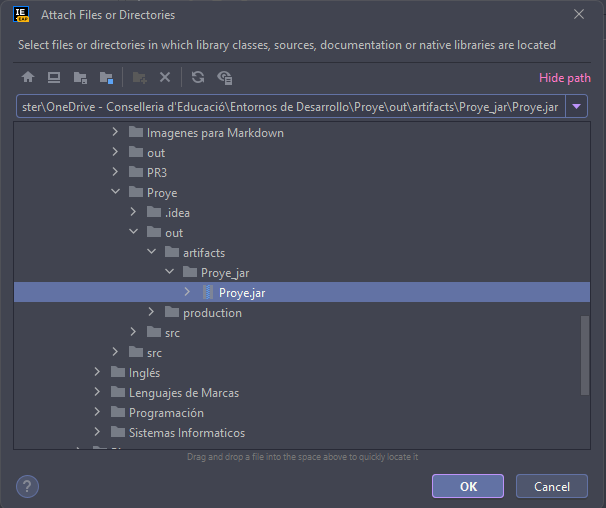 IE
EAP
Attach Files or Directories
Select files or directories in which library classes, sources, documentation or native libraries are located
Hide path
ster\OneDrive - Conselleria d'Educació\Entornos de Desarrollo\Proye\out\artifacts\Proye_jar\Proye.jar
Imagenes para Markdown
out
PR3
Proye
.idea
out
artifacts
Proye_jar
Proye.jar
production
src
src
Inglés
Lenguajes de Marcas
Programación
Sistemas Informaticos
Drag and drop a file into the space above to quickly locate it
?
OK
Cancel